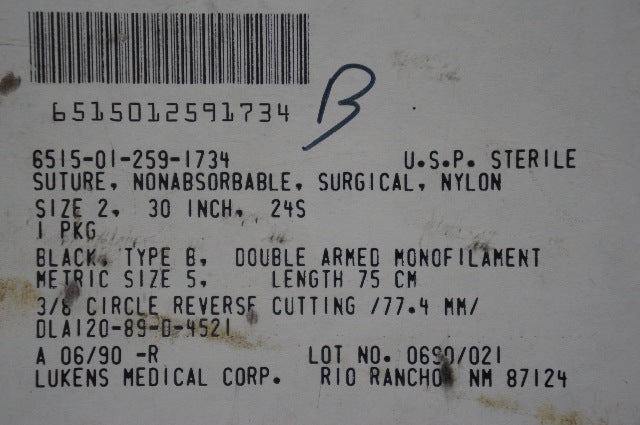 6515012591734
B
6515-01-259-1734 U.S.P. STERILE
SUTURE, NONABSORBABLE, SURGICAL, NYLON
SIZE 2, 30 INCH, 24S
1 PKG
BLACK, TYPE B, DOUBLE ARMED MONOFILAMENT
METRIC SIZE 5, LENGTH 75 CM
3/8 CIRCLE REVERSE CUTTING /77.4 MM/
DLA120-89-D-4521
A 06/90 -R LOT NO. 0690/021
LUKENS MEDICAL CORP. RIO RANCHO, NM 87124